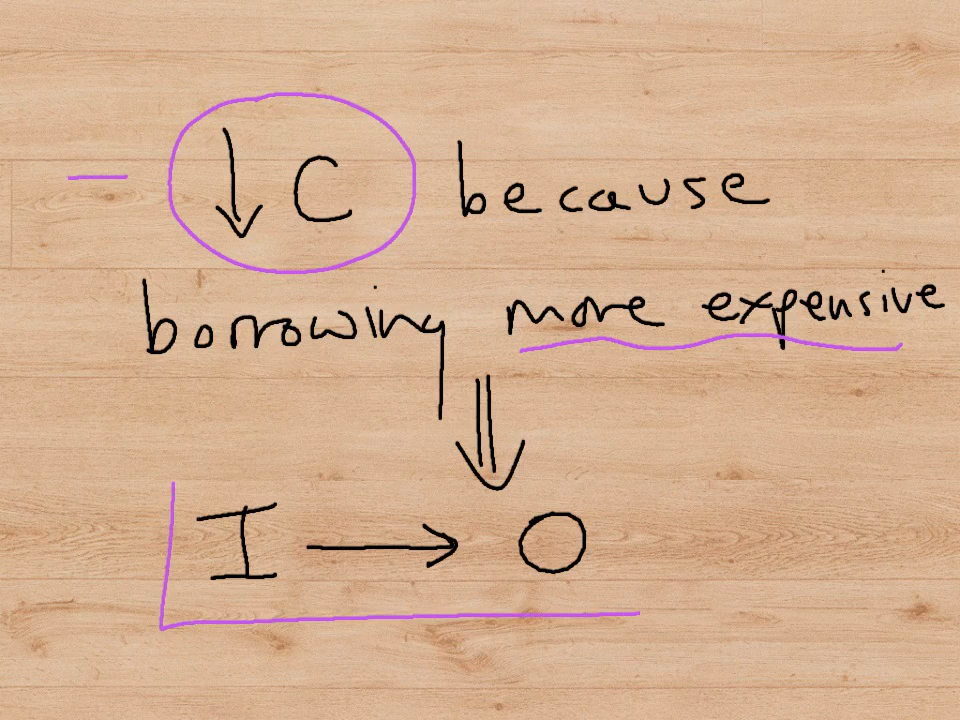 - ↓ C because
borrowing more expensive
⇓
I → O